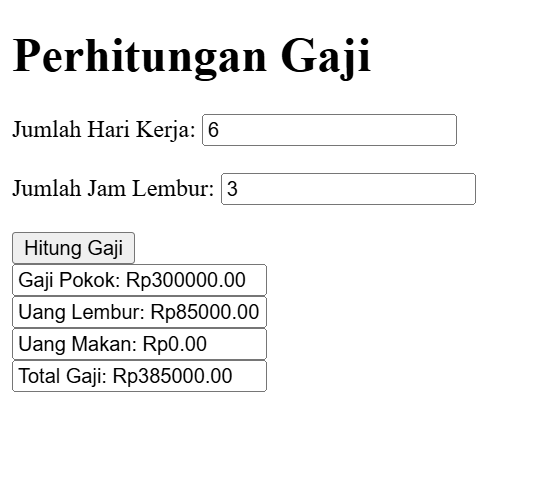 Perhitungan Gaji
Jumlah Hari Kerja: 6
Jumlah Jam Lembur: 3
Hitung Gaji
Gaji Pokok: Rp300000.00
Uang Lembur: Rp85000.00
Uang Makan: Rp0.00
Total Gaji: Rp385000.00